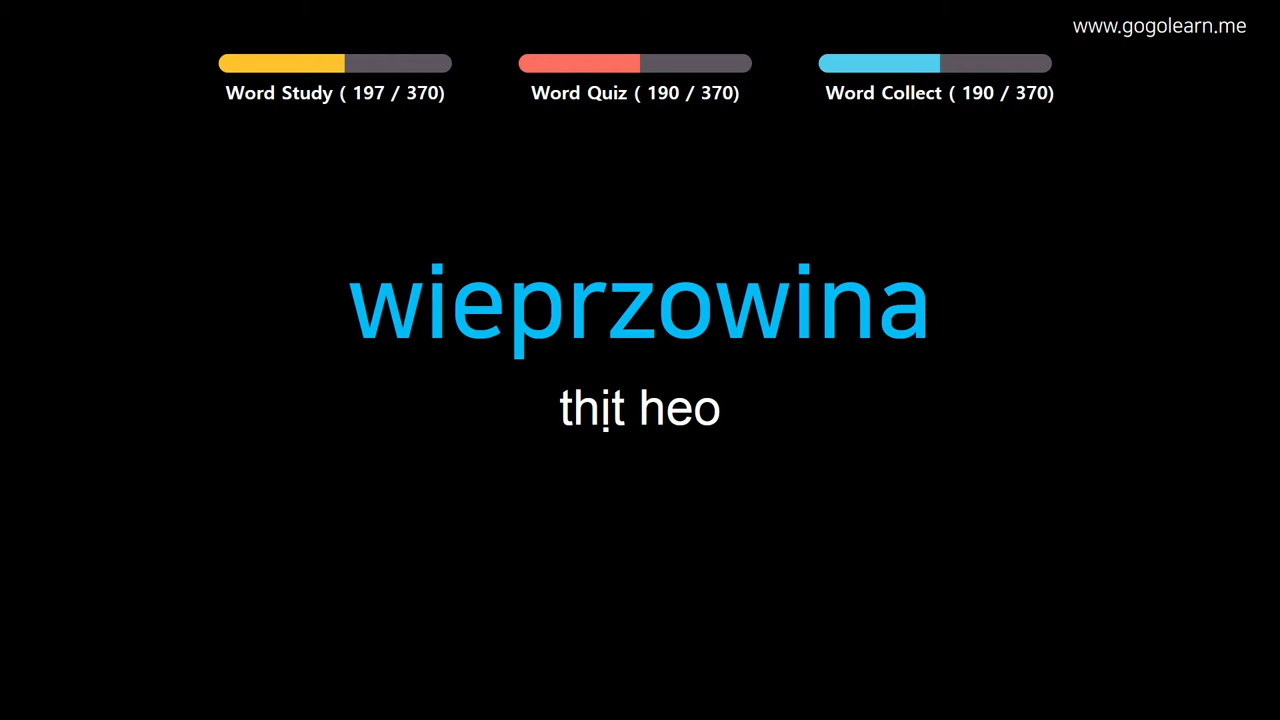 www.gogolearn.me
Word Study ( 197 / 370)
Word Quiz ( 190 / 370)
Word Collect ( 190 / 370)
wieprzowina
thịt heo